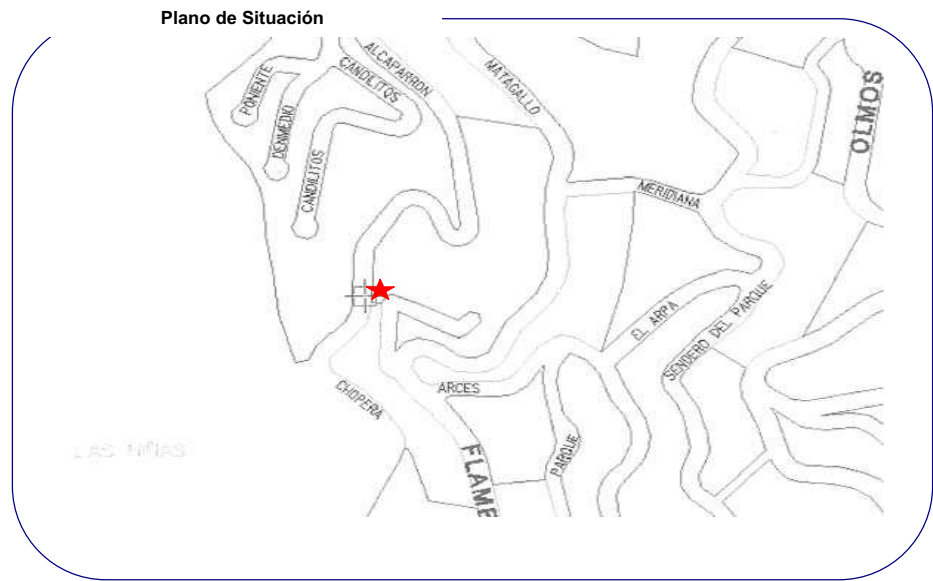 Plano de Situación
ALCAPARRON
CANDILITOS
MATAGALLO
PONIENTE
DENMEDIO
CANDILITOS
OLMOS
MERIDIANA
EL ARPA
SENDERO DEL PARQUE
ARCES
CHOPERA
PARQUE
FLAME
LAS NIÑAS